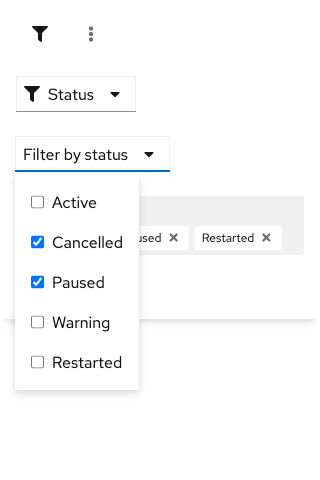 Status
Filter by status
Active
Cancelled
Restarted
Paused
Warning
Restarted